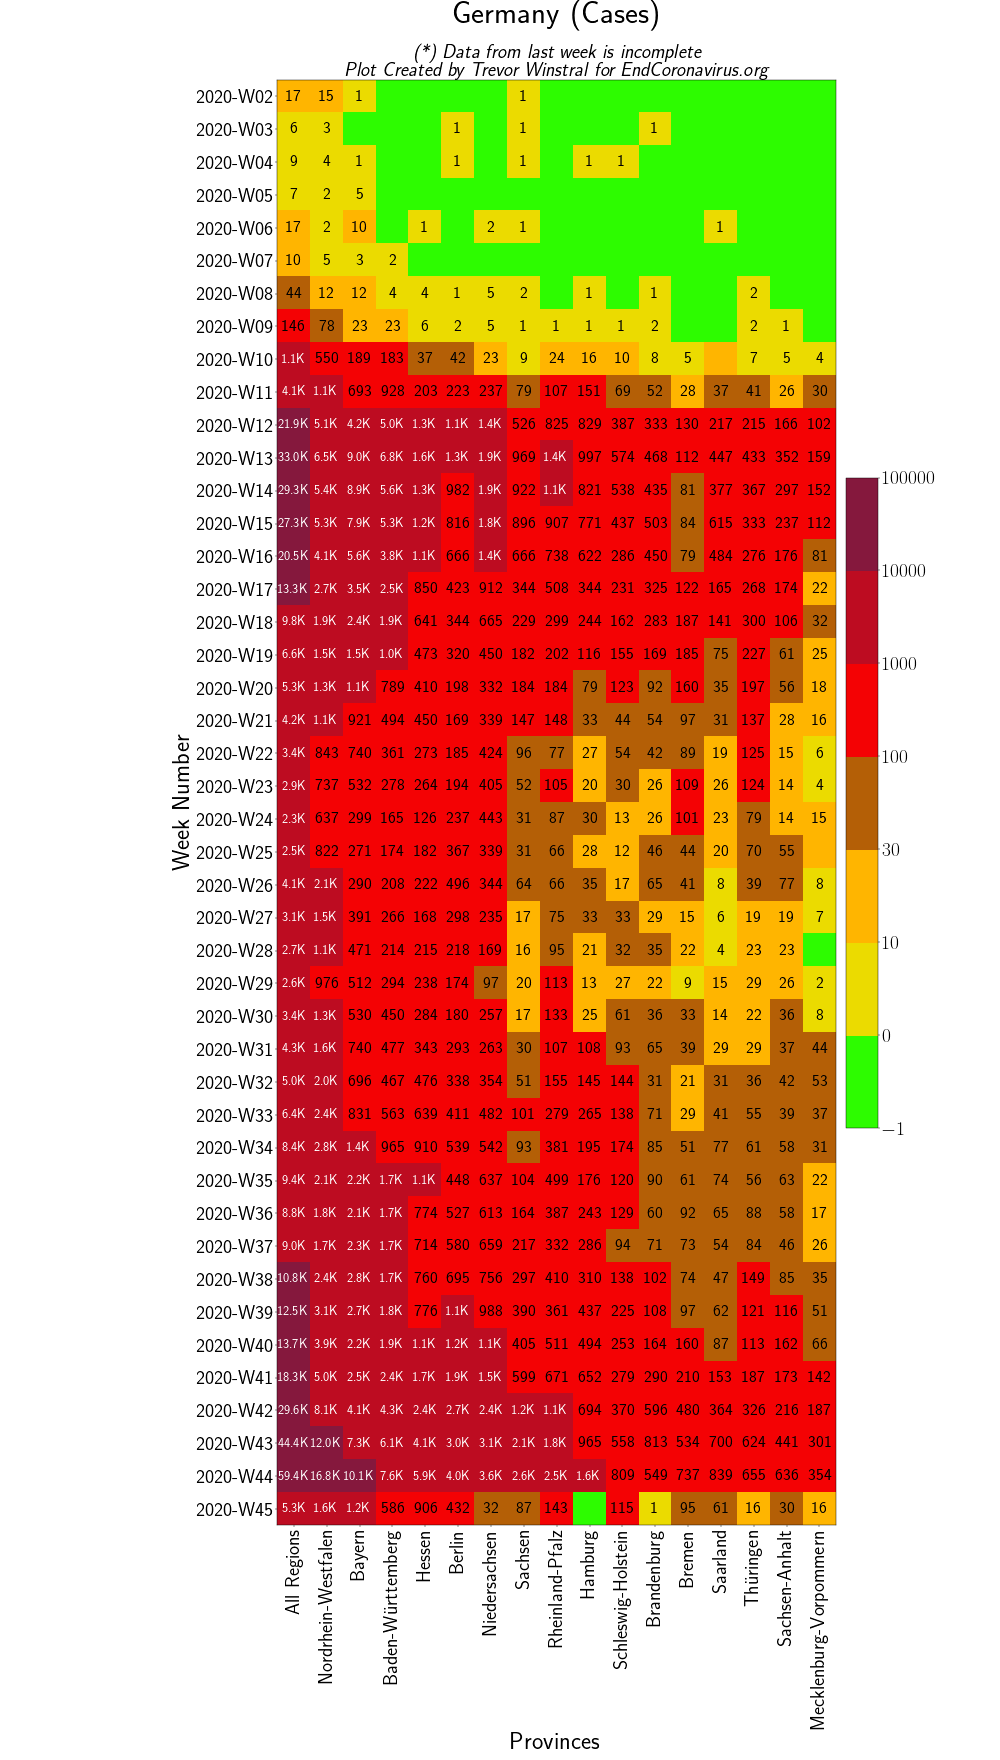 Germany (Cases)
(*) Data from last week is incomplete
Plot Created by Trevor Winstral for EndCoronavirus.org
2020-W02 17 15 1 1
2020-W03 6 3 1 1 1
2020-W04 9 4 1 1 1 1 1
2020-W05 7 2 5
2020-W06 17 2 10 1 2 1 1
2020-W07 10 5 3 2
2020-W08 44 12 12 4 4 1 5 2 1 1 2
2020-W09 146 78 23 23 6 2 5 1 1 1 1 2 2 1
2020-W10 1.1K 550 189 183 37 42 23 9 24 16 10 8 5 7 5 4
2020-W11 4.1K 1.1K 693 928 203 223 237 79 107 151 69 52 28 37 41 26 30
2020-W12 21.9K 5.1K 4.2K 5.0K 1.3K 1.1K 1.4K 526 825 829 387 333 130 217 215 166 102
2020-W13 33.0K 6.5K 9.0K 6.8K 1.6K 1.3K 1.9K 969 1.4K 997 574 468 112 447 433 352 159
2020-W14 29.3K 5.4K 8.9K 5.6K 1.3K 982 1.9K 922 1.1K 821 538 435 81 377 367 297 152
2020-W15 27.3K 5.3K 7.9K 5.3K 1.2K 816 1.8K 896 907 771 437 503 84 615 333 237 112
2020-W16 20.5K 4.1K 5.6K 3.8K 1.1K 666 1.4K 666 738 622 286 450 79 484 276 176 81
2020-W17 13.3K 2.7K 3.5K 2.5K 850 423 912 344 508 344 231 325 122 165 268 174 22
2020-W18 9.8K 1.9K 2.4K 1.9K 641 344 665 229 299 244 162 283 187 141 300 106 32
2020-W19 6.6K 1.5K 1.5K 1.0K 473 320 450 182 202 116 155 169 185 75 227 61 25
2020-W20 5.3K 1.3K 1.1K 789 410 198 332 184 184 79 123 92 160 35 197 56 18
2020-W21 4.2K 1.1K 921 494 450 169 339 147 148 33 44 54 97 31 137 28 16
2020-W22 3.4K 843 740 361 273 185 424 96 77 27 54 42 89 19 125 15 6
2020-W23 2.9K 737 532 278 264 194 405 52 105 20 30 26 109 26 124 14 4
2020-W24 2.3K 637 299 165 126 237 443 31 87 30 13 26 101 23 79 14 15
2020-W25 2.5K 822 271 174 182 367 339 31 66 28 12 46 44 20 70 55
2020-W26 4.1K 2.1K 290 208 222 496 344 64 66 35 17 65 41 8 39 77 8
2020-W27 3.1K 1.5K 391 266 168 298 235 17 75 33 33 29 15 6 19 19 7
2020-W28 2.7K 1.1K 471 214 215 218 169 16 95 21 32 35 22 4 23 23
2020-W29 2.6K 976 512 294 238 174 97 20 113 13 27 22 9 15 29 26 2
2020-W30 3.4K 1.3K 530 450 284 180 257 17 133 25 61 36 33 14 22 36 8
2020-W31 4.3K 1.6K 740 477 343 293 263 30 107 108 93 65 39 29 29 37 44
2020-W32 5.0K 2.0K 696 467 476 338 354 51 155 145 144 31 21 31 36 42 53
2020-W33 6.4K 2.4K 831 563 639 411 482 101 279 265 138 71 29 41 55 39 37
2020-W34 8.4K 2.8K 1.4K 965 910 539 542 93 381 195 174 85 51 77 61 58 31
2020-W35 9.4K 2.1K 2.2K 1.7K 1.1K 448 637 104 499 176 120 90 61 74 56 63 22
2020-W36 8.8K 1.8K 2.1K 1.7K 774 527 613 164 387 243 129 60 92 65 88 58 17
2020-W37 9.0K 1.7K 2.3K 1.7K 714 580 659 217 332 286 94 71 73 54 84 46 26
2020-W38 10.8K 2.4K 2.8K 1.7K 760 695 756 297 410 310 138 102 74 47 149 85 35
2020-W39 12.5K 3.1K 2.7K 1.8K 776 1.1K 988 390 361 437 225 108 97 62 121 116 51
2020-W40 13.7K 3.9K 2.2K 1.9K 1.1K 1.2K 1.1K 405 511 494 253 164 160 87 113 162 66
2020-W41 18.3K 5.0K 2.5K 2.4K 1.7K 1.9K 1.5K 599 671 652 279 290 210 153 187 173 142
2020-W42 29.6K 8.1K 4.1K 4.3K 2.4K 2.7K 2.4K 1.2K 1.1K 694 370 596 480 364 326 216 187
2020-W43 44.4K 12.0K 7.3K 6.1K 4.1K 3.0K 3.1K 2.1K 1.8K 965 558 813 534 700 624 441 301
2020-W44 59.4K 16.8K 10.1K 7.6K 5.9K 4.0K 3.6K 2.6K 2.5K 1.6K 809 549 737 839 655 636 354
2020-W45 5.3K 1.6K 1.2K 586 906 432 32 87 143 115 1 95 61 16 30 16
Week Number
All Regions
Nordrhein-Westfalen
Bayern
Baden-Württemberg
Hessen
Berlin
Niedersachsen
Sachsen
Rheinland-Pfalz
Hamburg
Schleswig-Holstein
Brandenburg
Bremen
Saarland
Thüringen
Sachsen-Anhalt
Mecklenburg-Vorpommern
Provinces
100000
10000
1000
100
30
10
0
−1